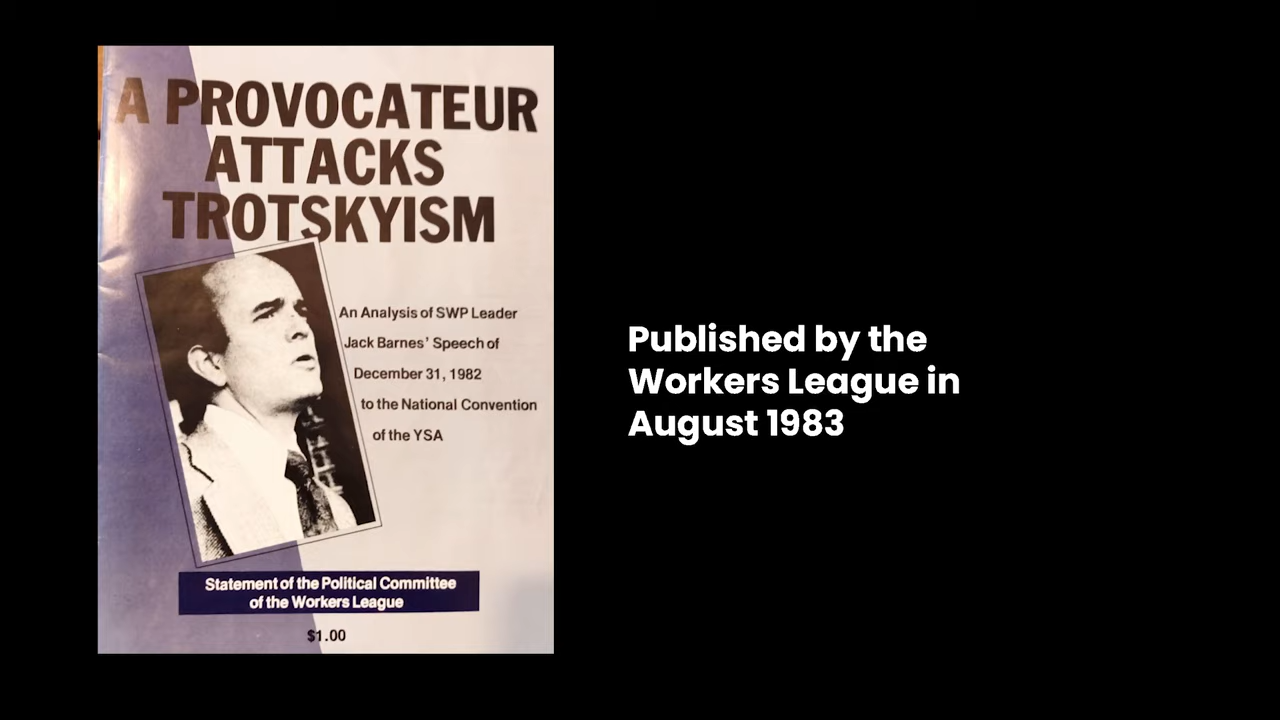 A PROVOCATEUR
ATTACKS
TROTSKYISM
An Analysis of SWP Leader
Jack Barnes' Speech of
December 31, 1982
to the National Convention
of the YSA
Statement of the Political Committee
of the Workers League
$1.00
Published by the
Workers League in
August 1983